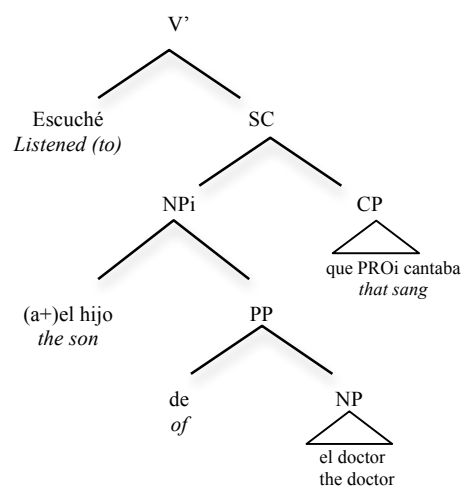 V’
Escuché
Listened (to)
SC
NPi
CP
que PROi cantaba
that sang
(a+)el hijo
the son
PP
de
of
NP
el doctor
the doctor